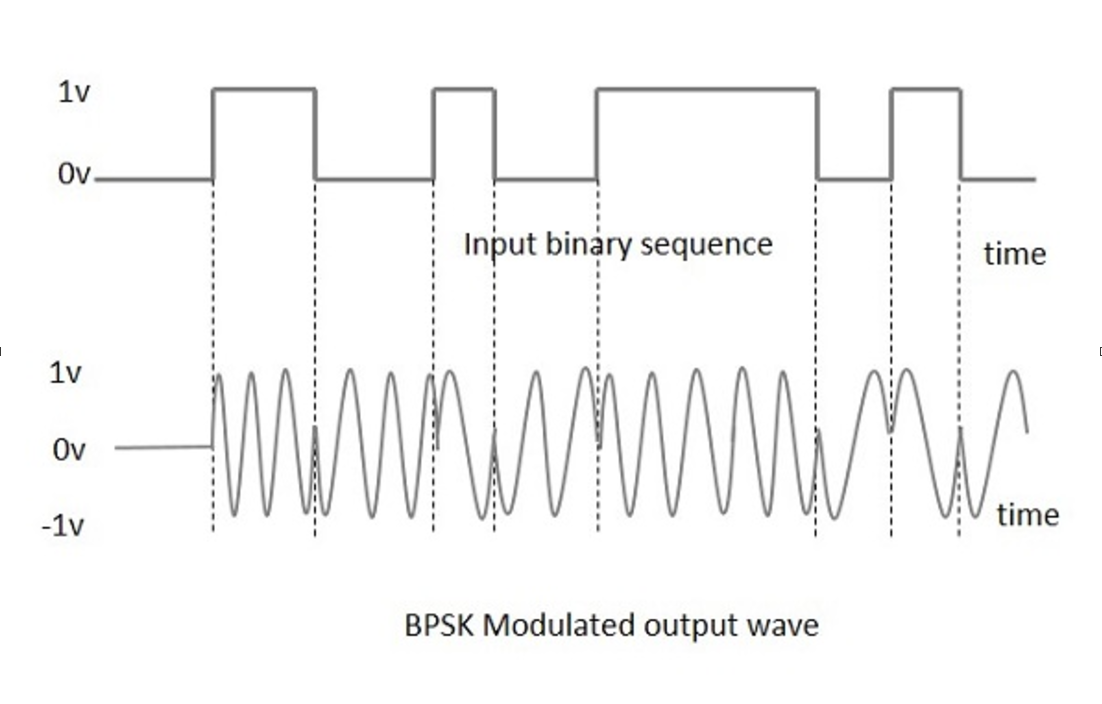 1v
0v
Input binary sequence
time
1v
0v
-1v
time
BPSK Modulated output wave